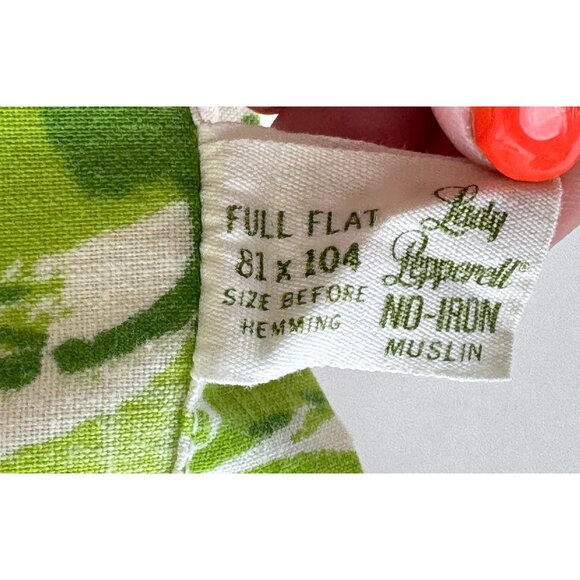 FULL FLAT
81 x 104
SIZE BEFORE
HEMMING
Lady
Pepperell®
NO-IRON
MUSLIN